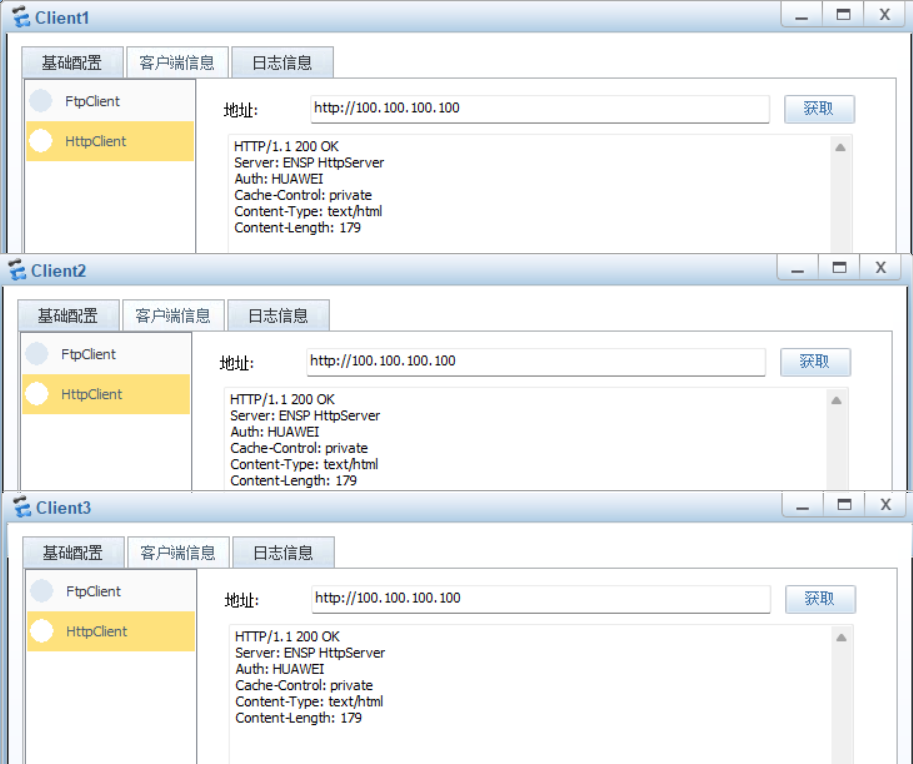 Client1
基础配置 客户端信息 日志信息
FtpClient
HttpClient
地址: http://100.100.100.100 获取
HTTP/1.1 200 OK
Server: ENSP HttpServer
Auth: HUAWEI
Cache-Control: private
Content-Type: text/html
Content-Length: 179
Client2
基础配置 客户端信息 日志信息
FtpClient
HttpClient
地址: http://100.100.100.100 获取
HTTP/1.1 200 OK
Server: ENSP HttpServer
Auth: HUAWEI
Cache-Control: private
Content-Type: text/html
Content-Length: 179
Client3
基础配置 客户端信息 日志信息
FtpClient
HttpClient
地址: http://100.100.100.100 获取
HTTP/1.1 200 OK
Server: ENSP HttpServer
Auth: HUAWEI
Cache-Control: private
Content-Type: text/html
Content-Length: 179